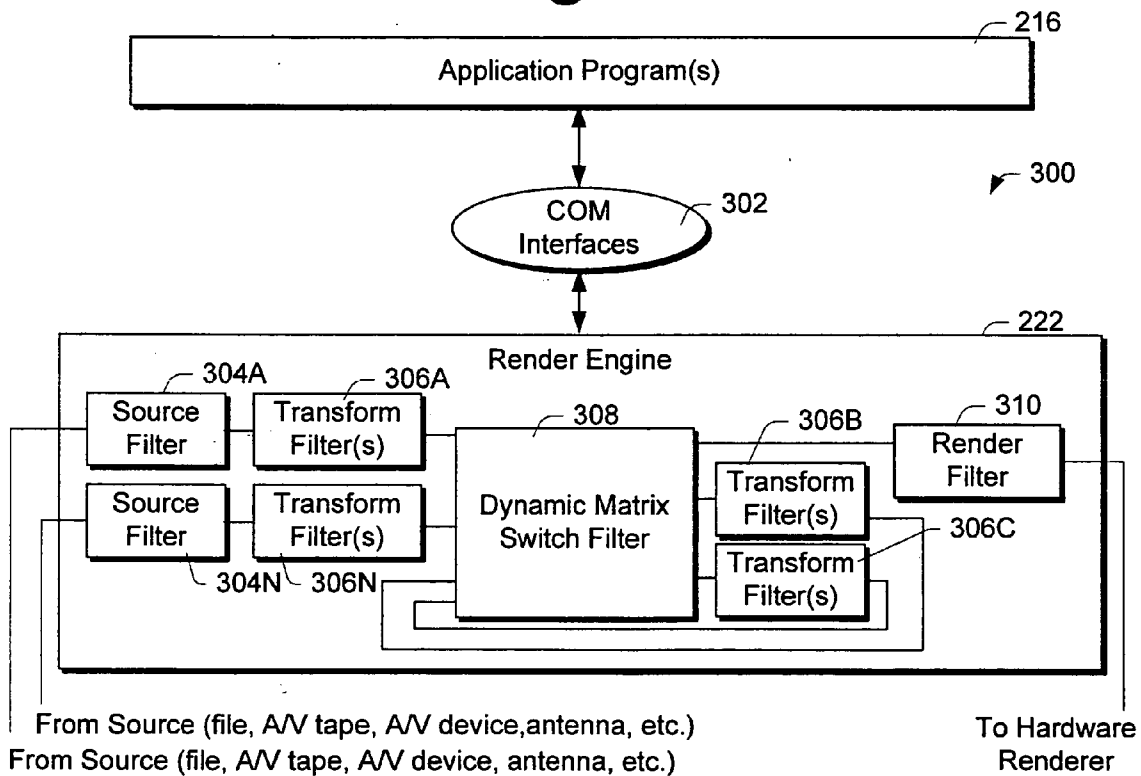 216
Application Program(s)
300
COM
Interfaces
302
222
Render Engine
304A
306A
308
306B
310
Source
Filter
Transform
Filter(s)
Render
Filter
Transform
Filter(s)
Source
Filter
Transform
Filter(s)
Dynamic Matrix
Switch Filter
306C
304N
306N
Transform
Filter(s)
From Source (file, A/V tape, A/V device,antenna, etc.)
From Source (file, A/V tape, A/V device, antenna, etc.)
To Hardware
Renderer